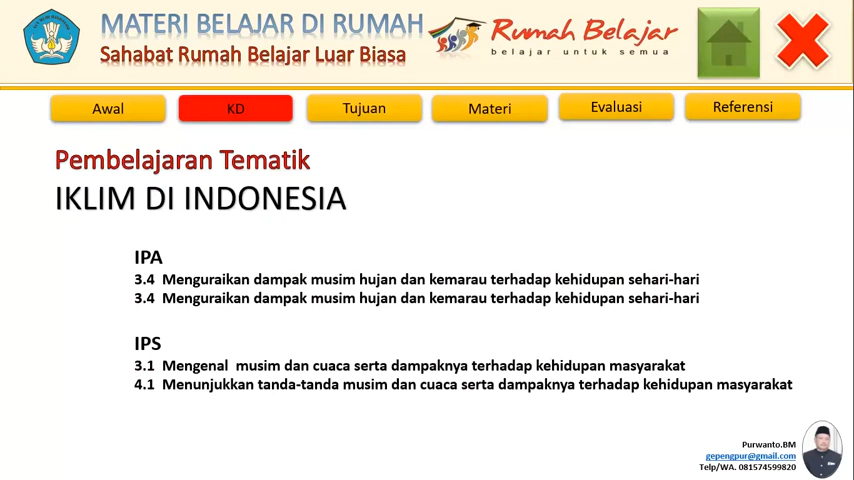 MATERI BELAJAR DI RUMAH
Sahabat Rumah Belajar Luar Biasa
Rumah Belajar
belajar untuk semua
Awal
KD
Tujuan
Materi
Evaluasi
Referensi
Pembelajaran Tematik
IKLIM DI INDONESIA
IPA
3.4 Menguraikan dampak musim hujan dan kemarau terhadap kehidupan sehari-hari
3.4 Menguraikan dampak musim hujan dan kemarau terhadap kehidupan sehari-hari
IPS
3.1 Mengenal musim dan cuaca serta dampaknya terhadap kehidupan masyarakat
4.1 Menunjukkan tanda-tanda musim dan cuaca serta dampaknya terhadap kehidupan masyarakat
Purwanto.BM
gepengpur@gmail.com
Telp/WA. 081574599820